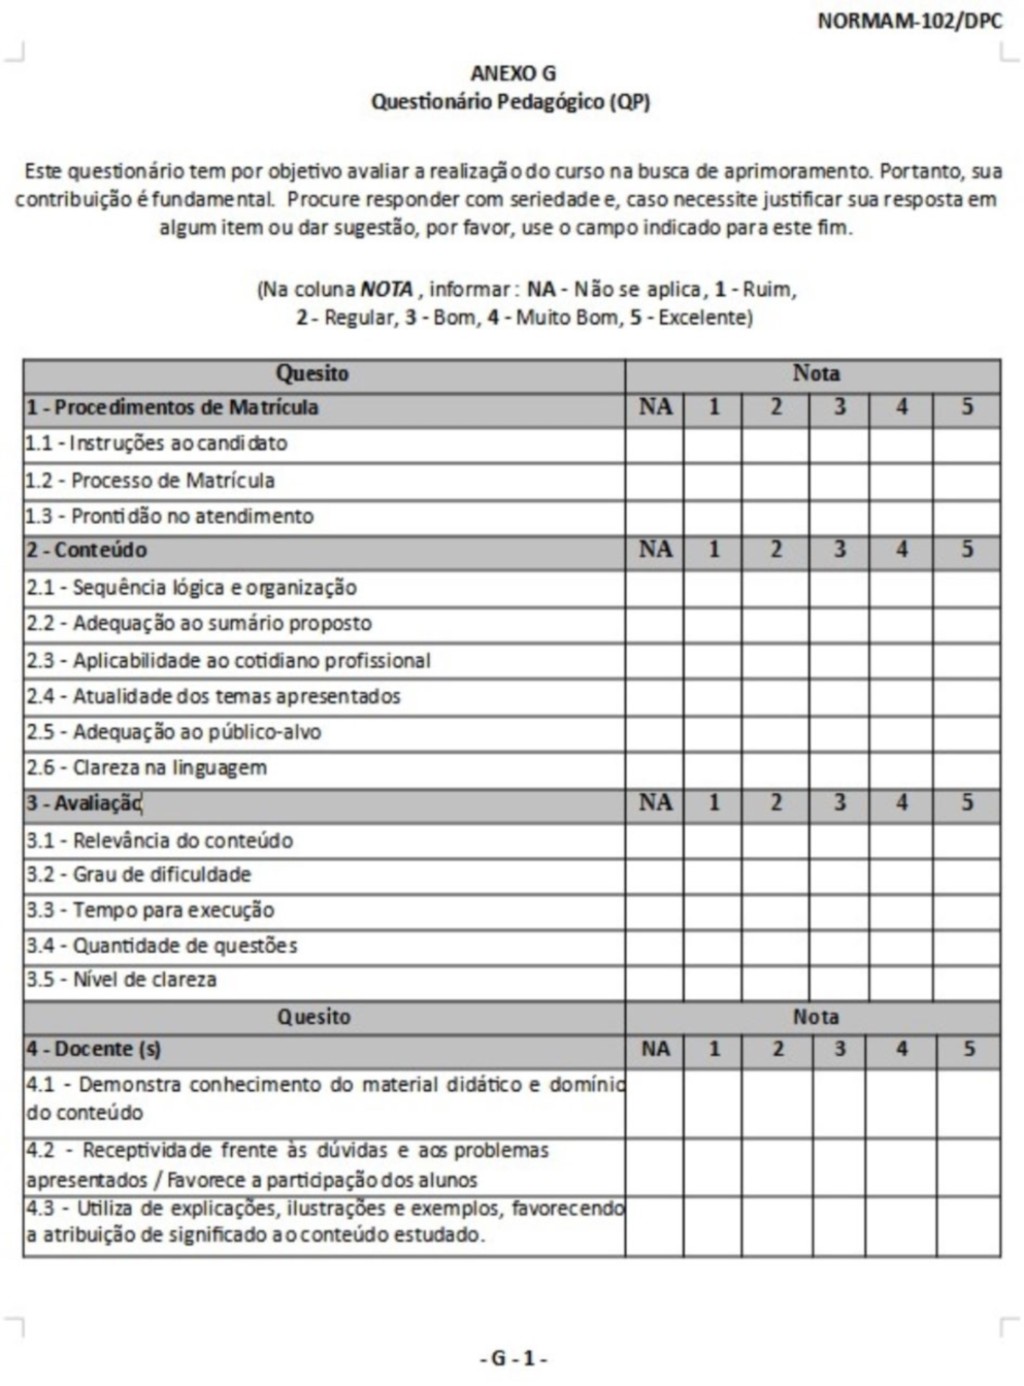 NORMAM-102/DPC
ANEXO G
Questionário Pedagógico (QP)
Este questionário tem por objetivo avaliar a realização do curso na busca de aprimoramento. Portanto, sua
contribuição é fundamental. Procure responder com seriedade e, caso necessite justificar sua resposta em
algum item ou dar sugestão, por favor, use o campo indicado para este fim.
(Na coluna NOTA , informar : NA - Não se aplica, 1 - Ruim,
2 - Regular, 3 - Bom, 4 - Muito Bom, 5 - Excelente)
Quesito Nota
1 - Procedimentos de Matrícula NA 1 2 3 4 5
1.1 - Instruções ao candidato
1.2 - Processo de Matrícula
1.3 - Prontidão no atendimento
2 - Conteúdo NA 1 2 3 4 5
2.1 - Sequência lógica e organização
2.2 - Adequação ao sumário proposto
2.3 - Aplicabilidade ao cotidiano profissional
2.4 - Atualidade dos temas apresentados
2.5 - Adequação ao público-alvo
2.6 - Clareza na linguagem
3 - Avaliação NA 1 2 3 4 5
3.1 - Relevância do conteúdo
3.2 - Grau de dificuldade
3.3 - Tempo para execução
3.4 - Quantidade de questões
3.5 - Nível de clareza
Quesito Nota
4 - Docente (s) NA 1 2 3 4 5
4.1 - Demonstra conhecimento do material didático e domínio
do conteúdo
4.2 - Receptividade frente às dúvidas e aos problemas
apresentados / Favorece a participação dos alunos
4.3 - Utiliza de explicações, ilustrações e exemplos, favorecendo
a atribuição de significado ao conteúdo estudado.
- G - 1 -